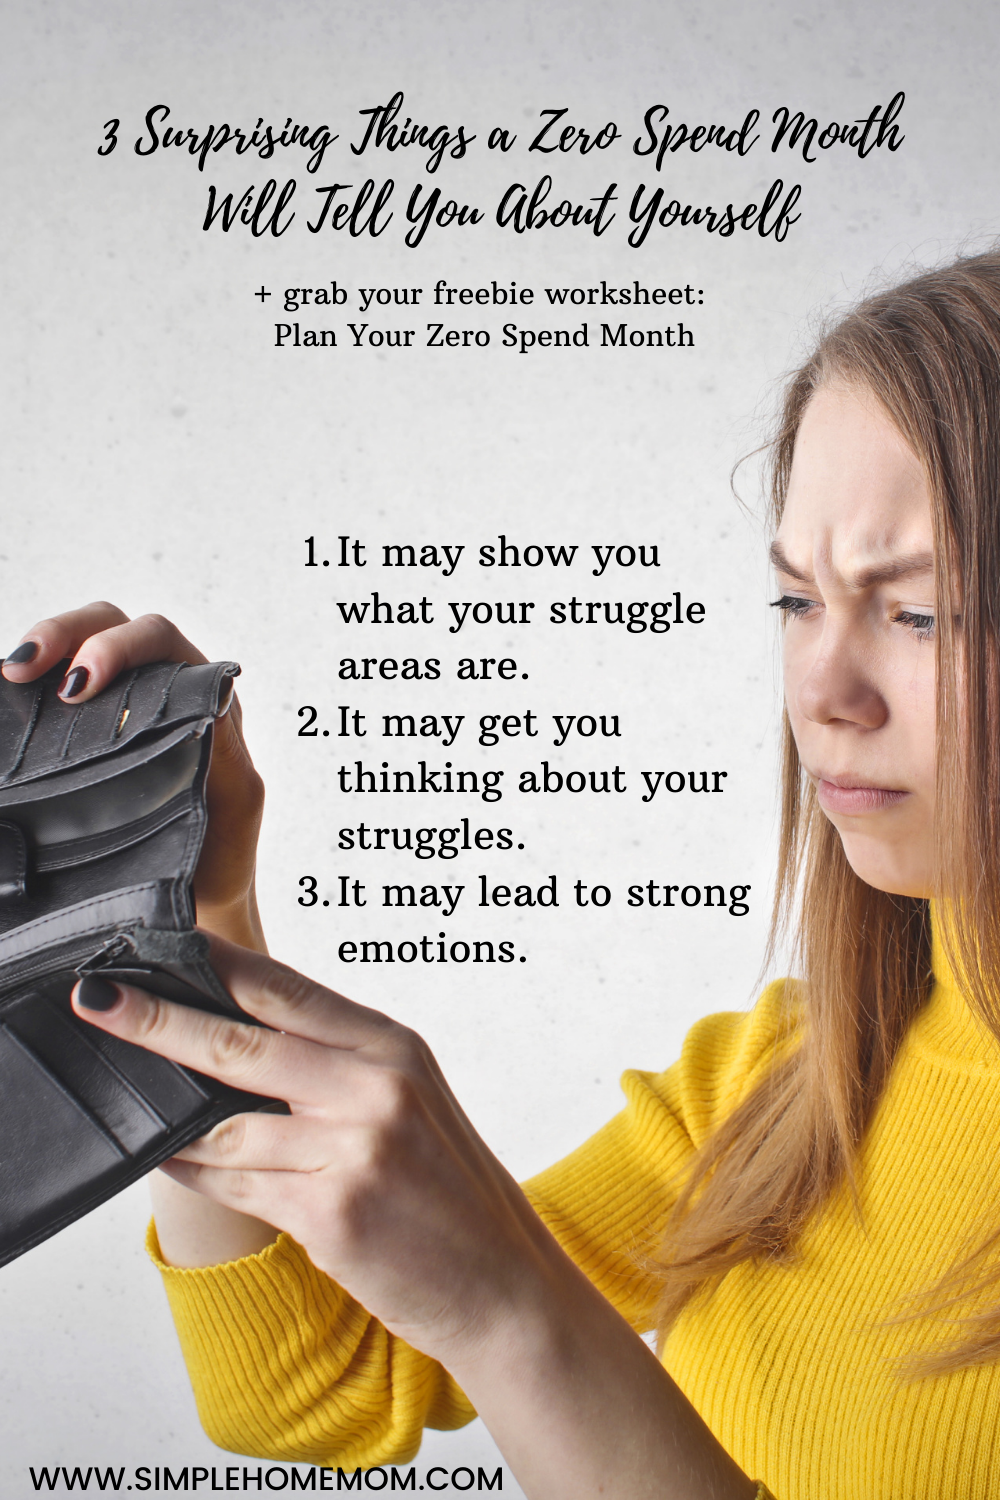 3 Surprising Things a Zero Spend Month
Will Tell You About Yourself
+ grab your freebie worksheet:
Plan Your Zero Spend Month
1. It may show you
what your struggle
areas are.
2. It may get you
thinking about your
struggles.
3. It may lead to strong
emotions.
WWW.SIMPLEHOMEMOM.COM